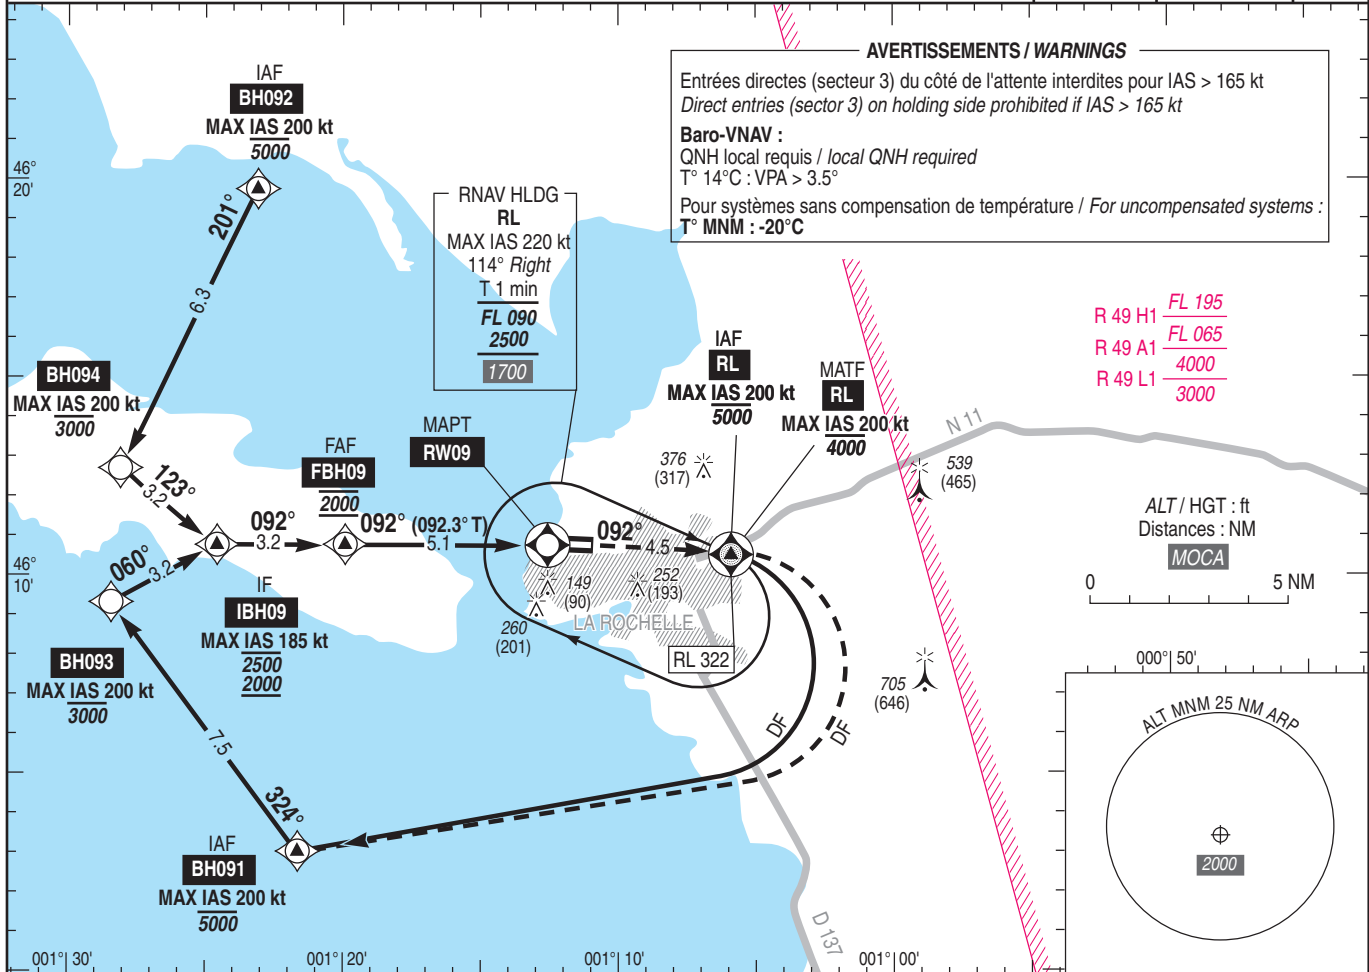 AVERTISSEMENTS / WARNINGS
Entrées directes (secteur 3) du côté de l'attente interdites pour IAS > 165 kt
Direct entries (sector 3) on holding side prohibited if IAS > 165 kt
Baro-VNAV :
QNH local requis / local QNH required
T° 14°C : VPA > 3.5°
Pour systèmes sans compensation de température / For uncompensated systems :
T° MNM : -20°C
IAF
BH092
MAX IAS 200 kt
5000
46°
20'
201°
6.3
RNAV HLDG
RL
MAX IAS 220 kt
114° Right
T 1 min
FL 090
2500
1700
R 49 H1 FL 195
R 49 A1 FL 065
4000
R 49 L1
3000
BH094
MAX IAS 200 kt
3000
IAF
RL
MAX IAS 200 kt
5000
MATF
RL
MAX IAS 200 kt
4000
N 11
MAPT
RW09
FAF
FBH09
2000
376
(317)
539
(465)
123°
3.2
092°
3.2
092° (092.3° T)
5.1
092°
4.5
ALT / HGT : ft
Distances : NM
MOCA
0 5 NM
46°
10'
060°
3.2
149
(90)
252
(193)
260
(201)
LA ROCHELLE
RL 322
IF
IBH09
MAX IAS 185 kt
2500
2000
BH093
MAX IAS 200 kt
3000
705
(646)
000° 50'
7.5
324°
DF
DF
ALT MNM 25 NM ARP
2000
IAF
BH091
MAX IAS 200 kt
5000
D 137
001° 30'
001° 20'
001° 10'
001° 00'